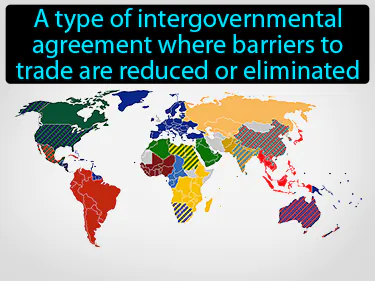 A type of intergovernmental
agreement where barriers to
trade are reduced or eliminated